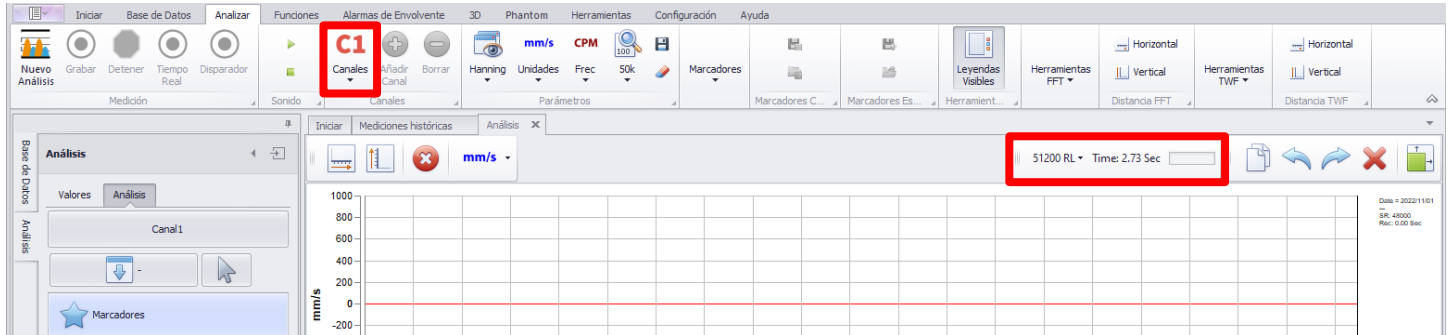 Iniciar Base de Datos Analizar Funciones Alarmas de Envolvente 3D Phantom Herramientas Configuración Ayuda
C1 mm/s CPM 100
Nuevo Análisis Grabar Detener Tiempo Real Disparador Canales Añadir Canal Borrar Hanning Unidades Frec 50k Marcadores Leyendas Visibles Herramientas FFT Horizontal Vertical Herramientas TWF Horizontal Vertical
Medición Sonido Canales Parámetros Marcadores C... Marcadores Es... Herramient... Distancia FFT Distancia TWF
Iniciar Mediciones históricas Análisis
Base de Datos
Análisis
Análisis
mm/s
51200 RL Time: 2.73 Sec
Valores Análisis
Canal1
-
Marcadores
1000
800
600
400
200
0
-200
mm/s
Date = 2022/11/01
---
SR: 48000
Rec: 0.00 Sec